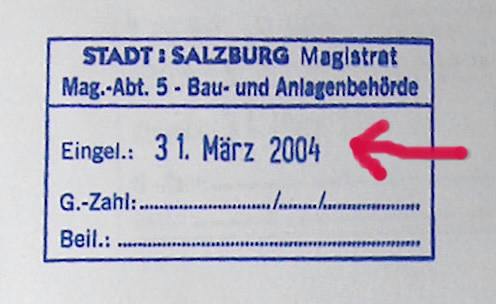 STADT : SALZBURG Magistrat
Mag.-Abt. 5 - Bau- und Anlagenbehörde
Eingel.: 31. März 2004
G.-Zahl:......................../......../....................
Beil.: ............................................................